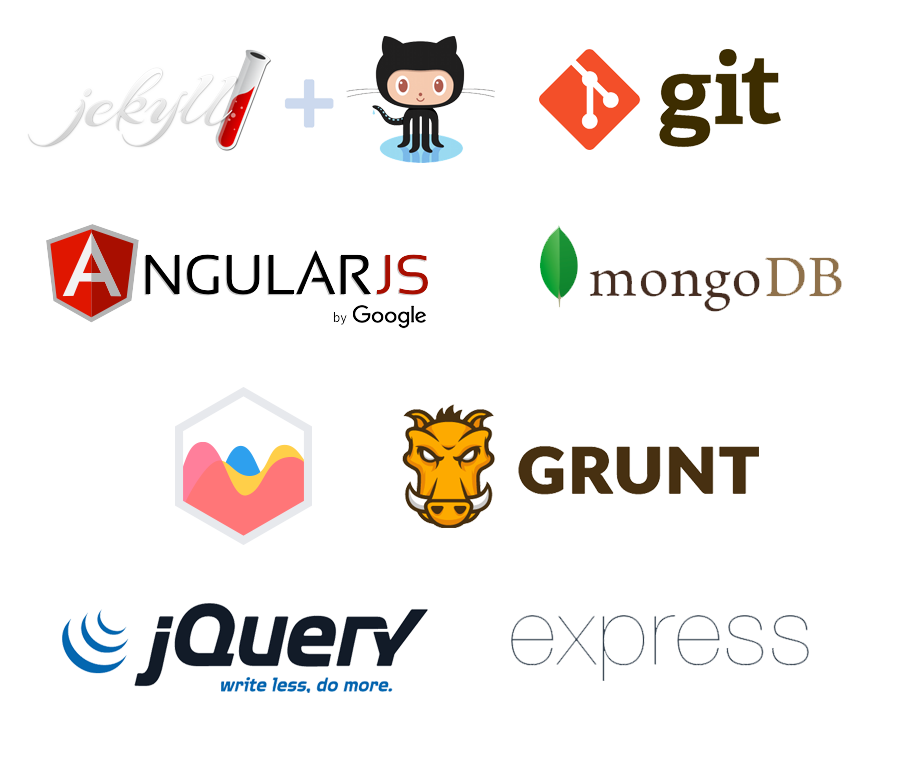 jekyll
git
ANGULARJS
by Google
mongoDB
GRUNT
jQuery
write less, do more.
express